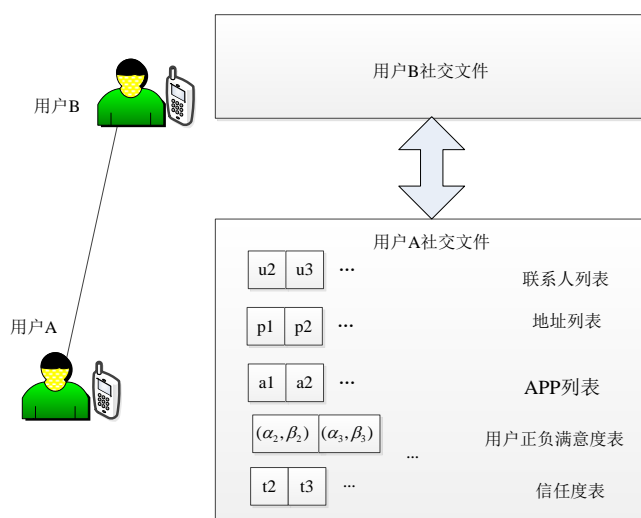 用户B社交文件
用户B
用户A社交文件
u2 u3 ... 联系人列表
用户A
p1 p2 ... 地址列表
a1 a2 ... APP列表
(α₂,β₂) (α₃,β₃) ... 用户正负满意度表
t2 t3 ... 信任度表